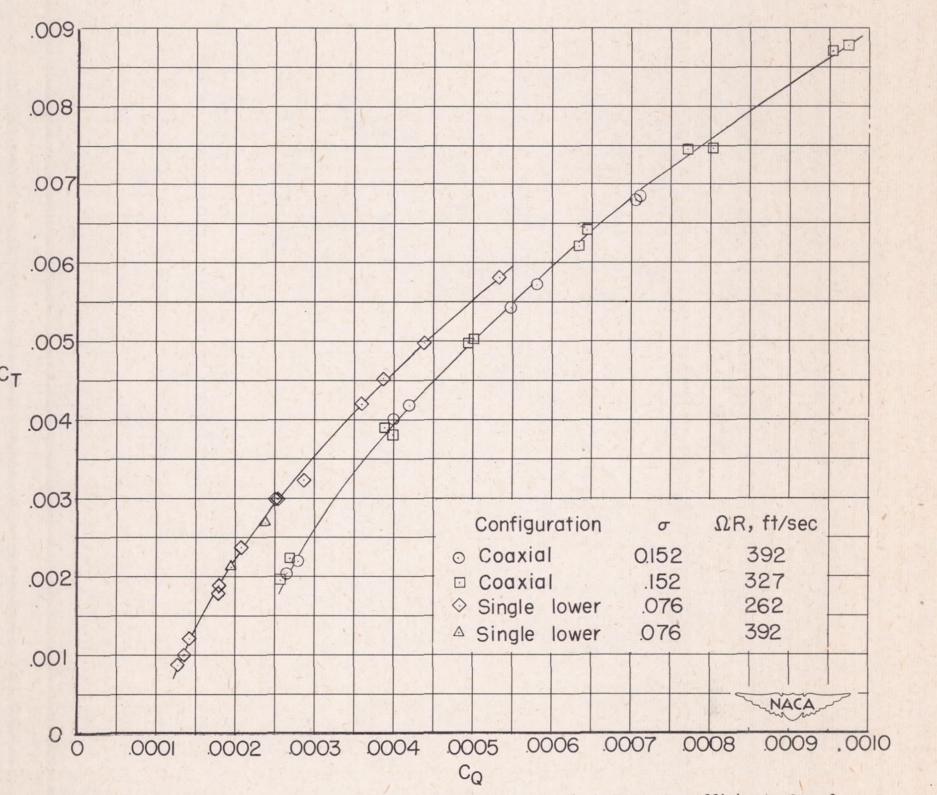 .009
.008
.007
.006
.005
C_T
.004
.003
.002
.001
0
Configuration σ ΩR, ft/sec
Coaxial 0.152 392
Coaxial .152 327
Single lower .076 262
Single lower .076 392
NACA
0 .0001 .0002 .0003 .0004 .0005 .0006 .0007 .0008 .0009 .0010
C_Q